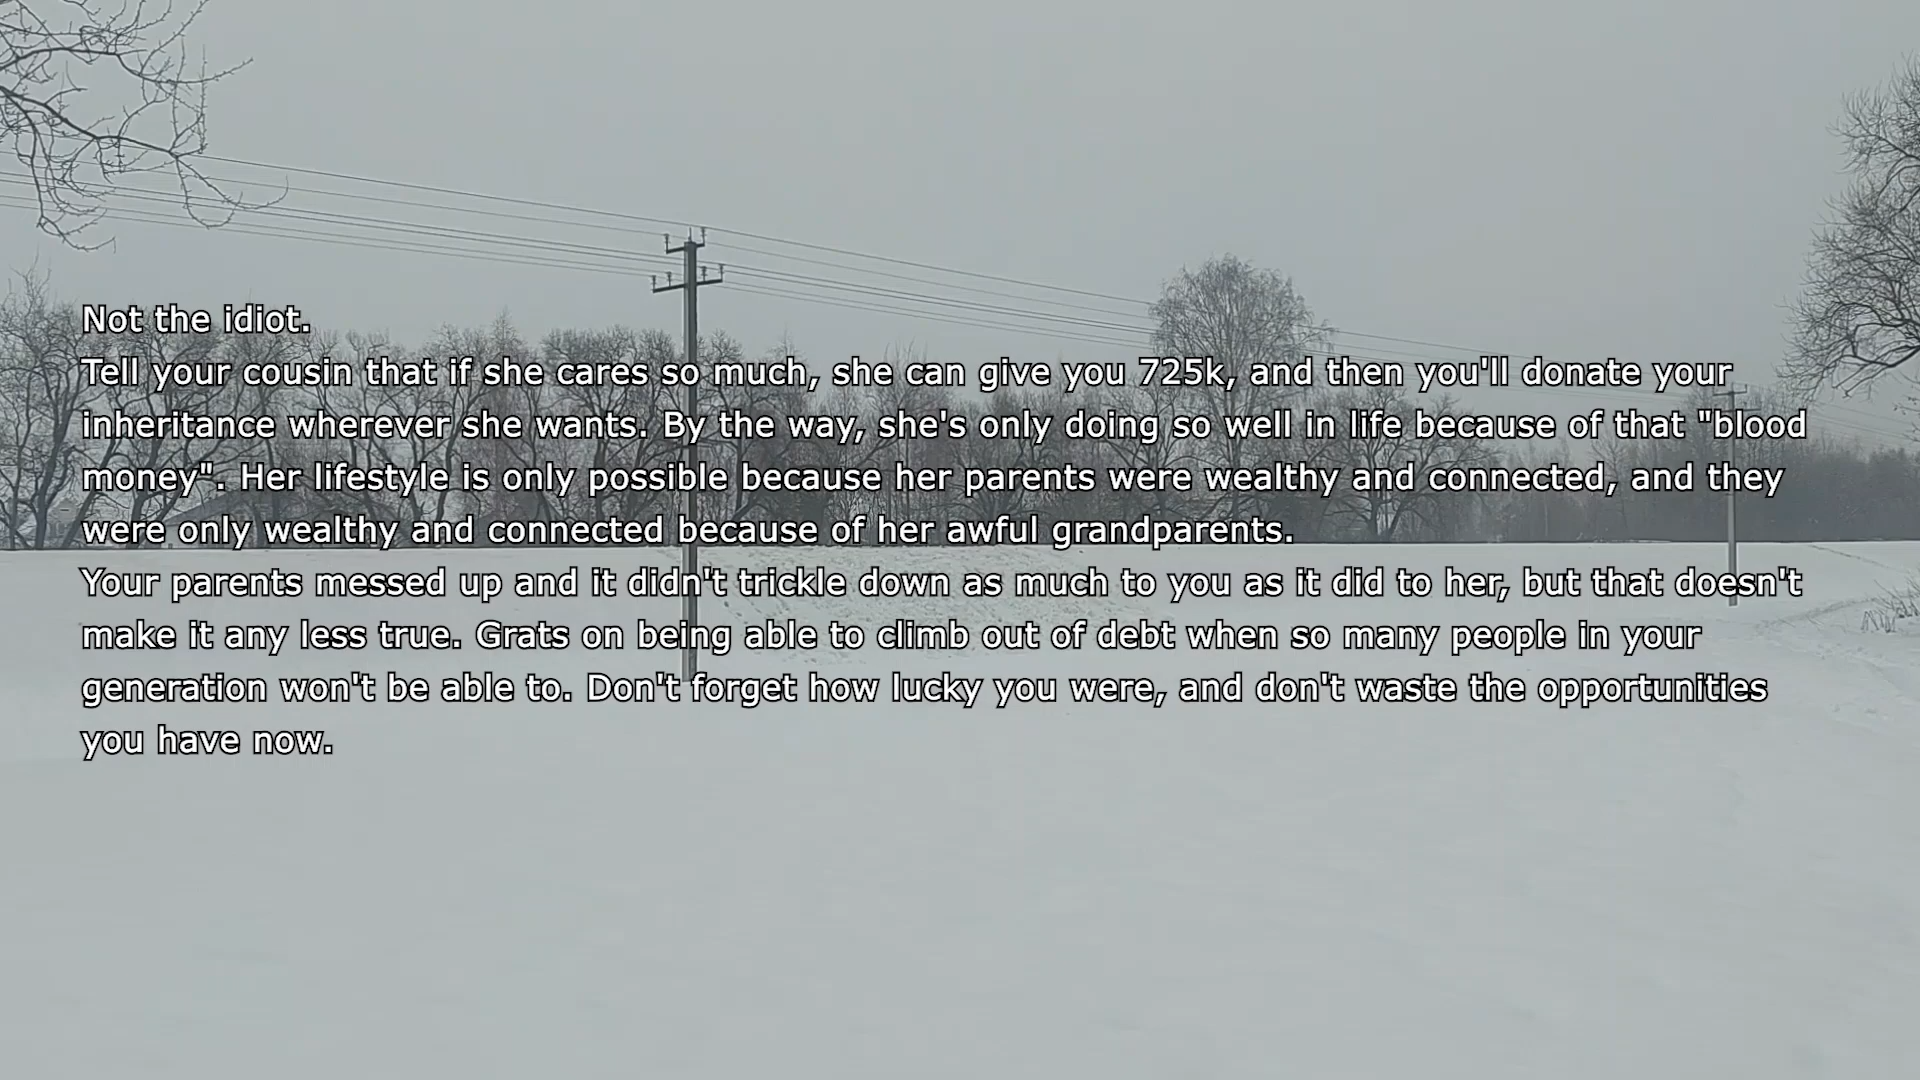 Not the idiot.
Tell your cousin that if she cares so much, she can give you 725k, and then you'll donate your
inheritance wherever she wants. By the way, she's only doing so well in life because of that "blood
money". Her lifestyle is only possible because her parents were wealthy and connected, and they
were only wealthy and connected because of her awful grandparents.
Your parents messed up and it didn't trickle down as much to you as it did to her, but that doesn't
make it any less true. Grats on being able to climb out of debt when so many people in your
generation won't be able to. Don't forget how lucky you were, and don't waste the opportunities
you have now.